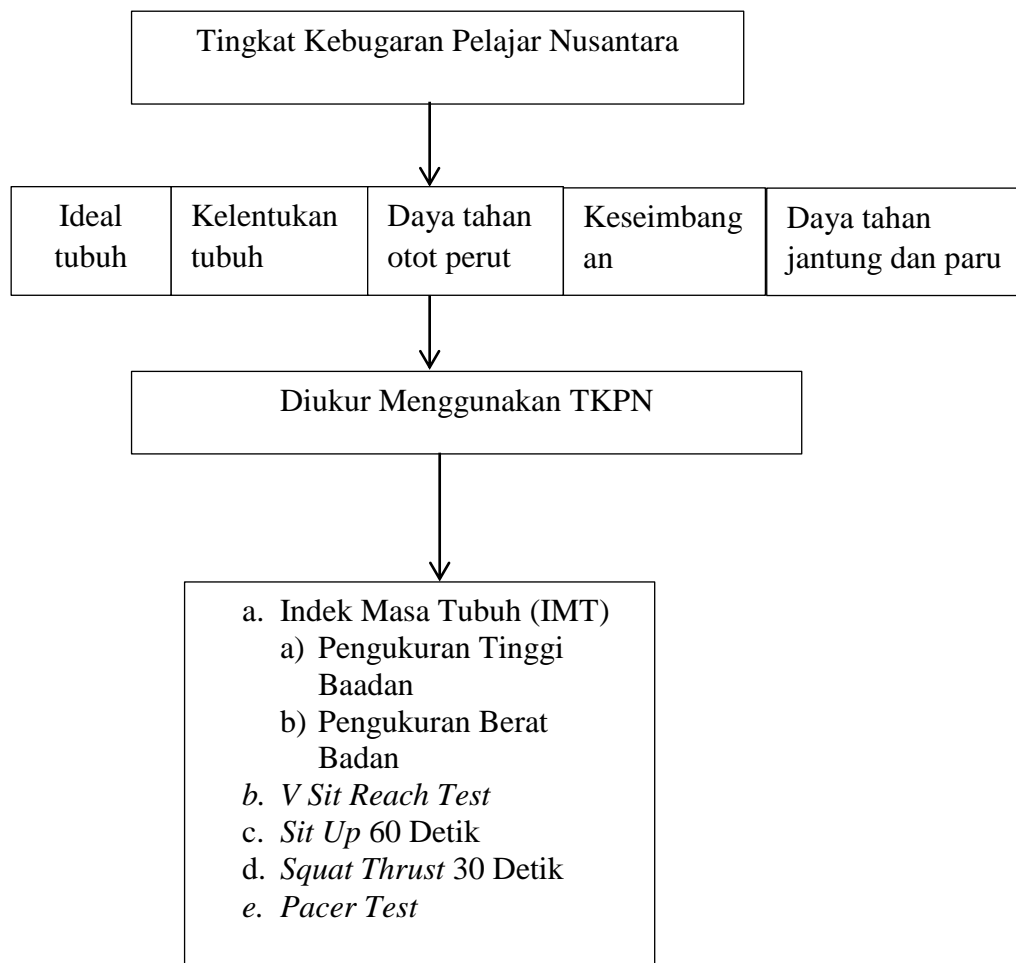 Tingkat Kebugaran Pelajar Nusantara
Ideal
tubuh
Kelentukan
tubuh
Daya tahan
otot perut
Keseimbang
an
Daya tahan
jantung dan paru
Diukur Menggunakan TKPN
a. Indek Masa Tubuh (IMT)
a) Pengukuran Tinggi
Baadan
b) Pengukuran Berat
Badan
b. V Sit Reach Test
c. Sit Up 60 Detik
d. Squat Thrust 30 Detik
e. Pacer Test